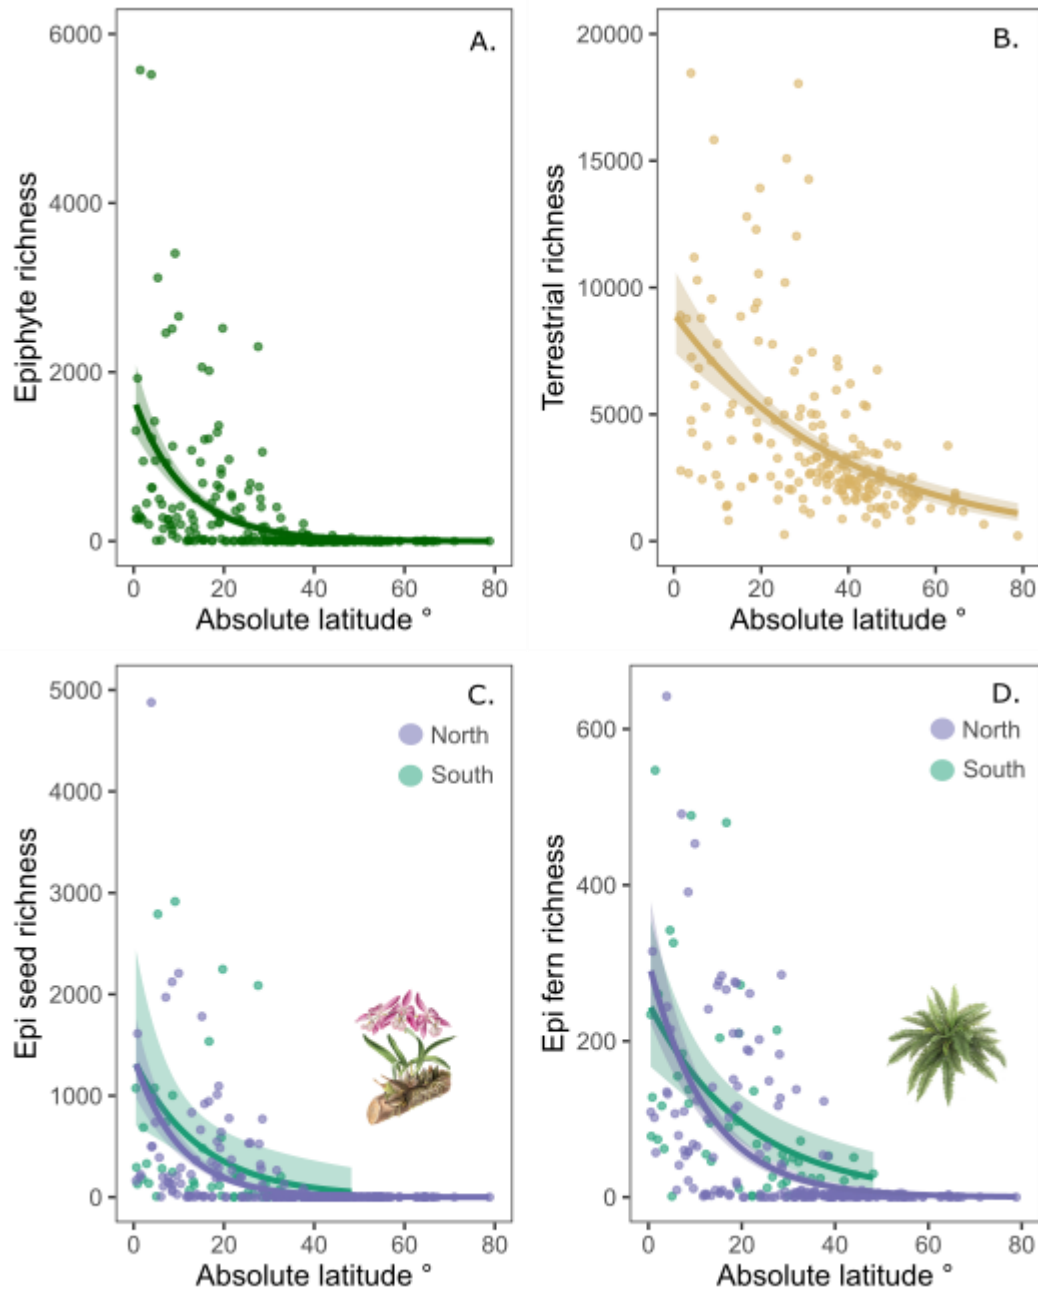 A.
Epiphyte richness
6000
4000
2000
0
0 20 40 60 80
Absolute latitude °
B.
Terrestrial richness
20000
15000
10000
5000
0
0 20 40 60 80
Absolute latitude °
C.
North
South
Epi seed richness
5000
4000
3000
2000
1000
0
0 20 40 60 80
Absolute latitude °
D.
North
South
Epi fern richness
600
400
200
0
0 20 40 60 80
Absolute latitude °